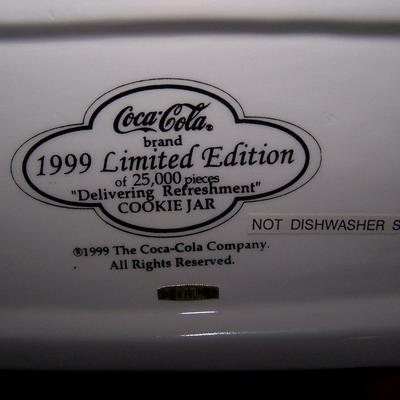 Coca-Cola®
brand
1999 Limited Edition
of 25,000 pieces
"Delivering Refreshment"
COOKIE JAR
NOT DISHWASHER S
®1999 The Coca-Cola Company.
All Rights Reserved.